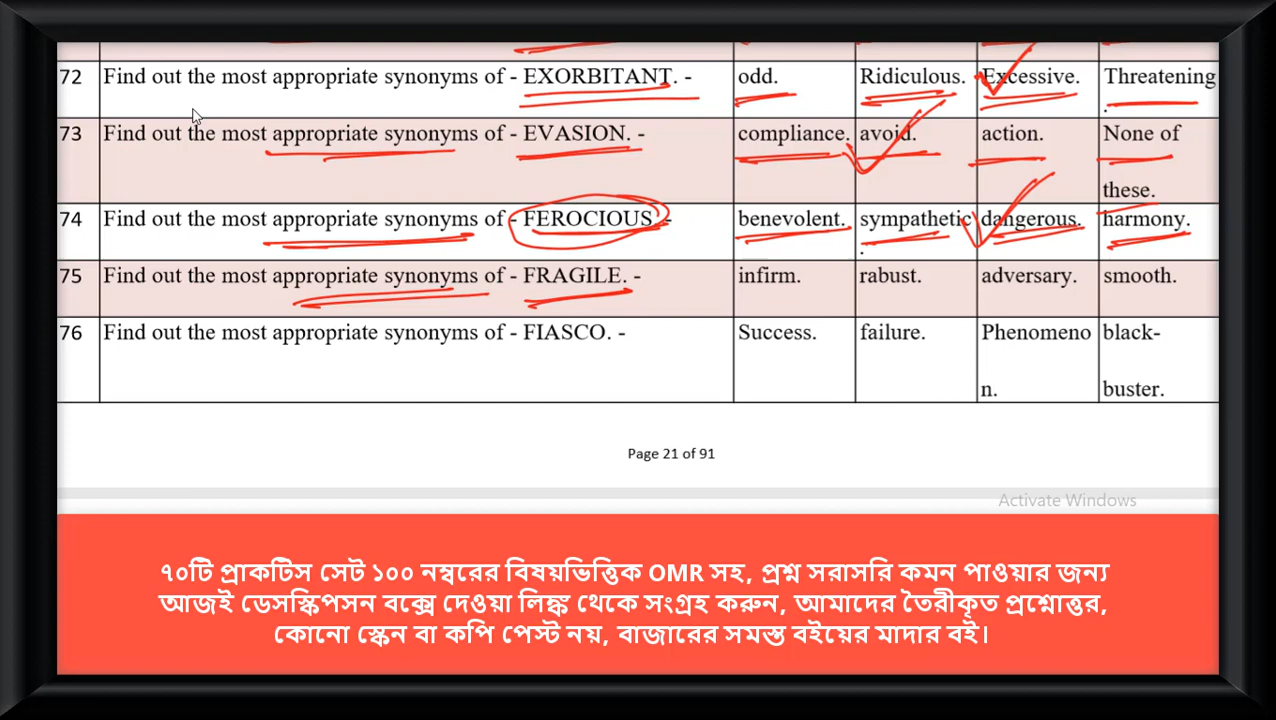 72 Find out the most appropriate synonyms of - EXORBITANT. - odd. Ridiculous. Excessive. Threatening
.
73 Find out the most appropriate synonyms of - EVASION. - compliance. avoid. action. None of
these.
74 Find out the most appropriate synonyms of - FEROCIOUS - benevolent. sympathetic dangerous. harmony.
.
75 Find out the most appropriate synonyms of - FRAGILE. - infirm. rabust. adversary. smooth.
76 Find out the most appropriate synonyms of - FIASCO. - Success. failure. Phenomeno black-
n. buster.
Page 21 of 91
Activate Windows
৭০টি প্রাকটিস সেট ১০০ নম্বরের বিষয়ভিত্তিক OMR সহ, প্রশ্ন সরাসরি কমন পাওয়ার জন্য
আজই ডেসস্কিপসন বক্সে দেওয়া লিঙ্ক থেকে সংগ্রহ করুন, আমাদের তৈরীকৃত প্রশ্নোত্তর,
কোনো স্কেন বা কপি পেস্ট নয়, বাজারের সমস্ত বইয়ের মাদার বই।